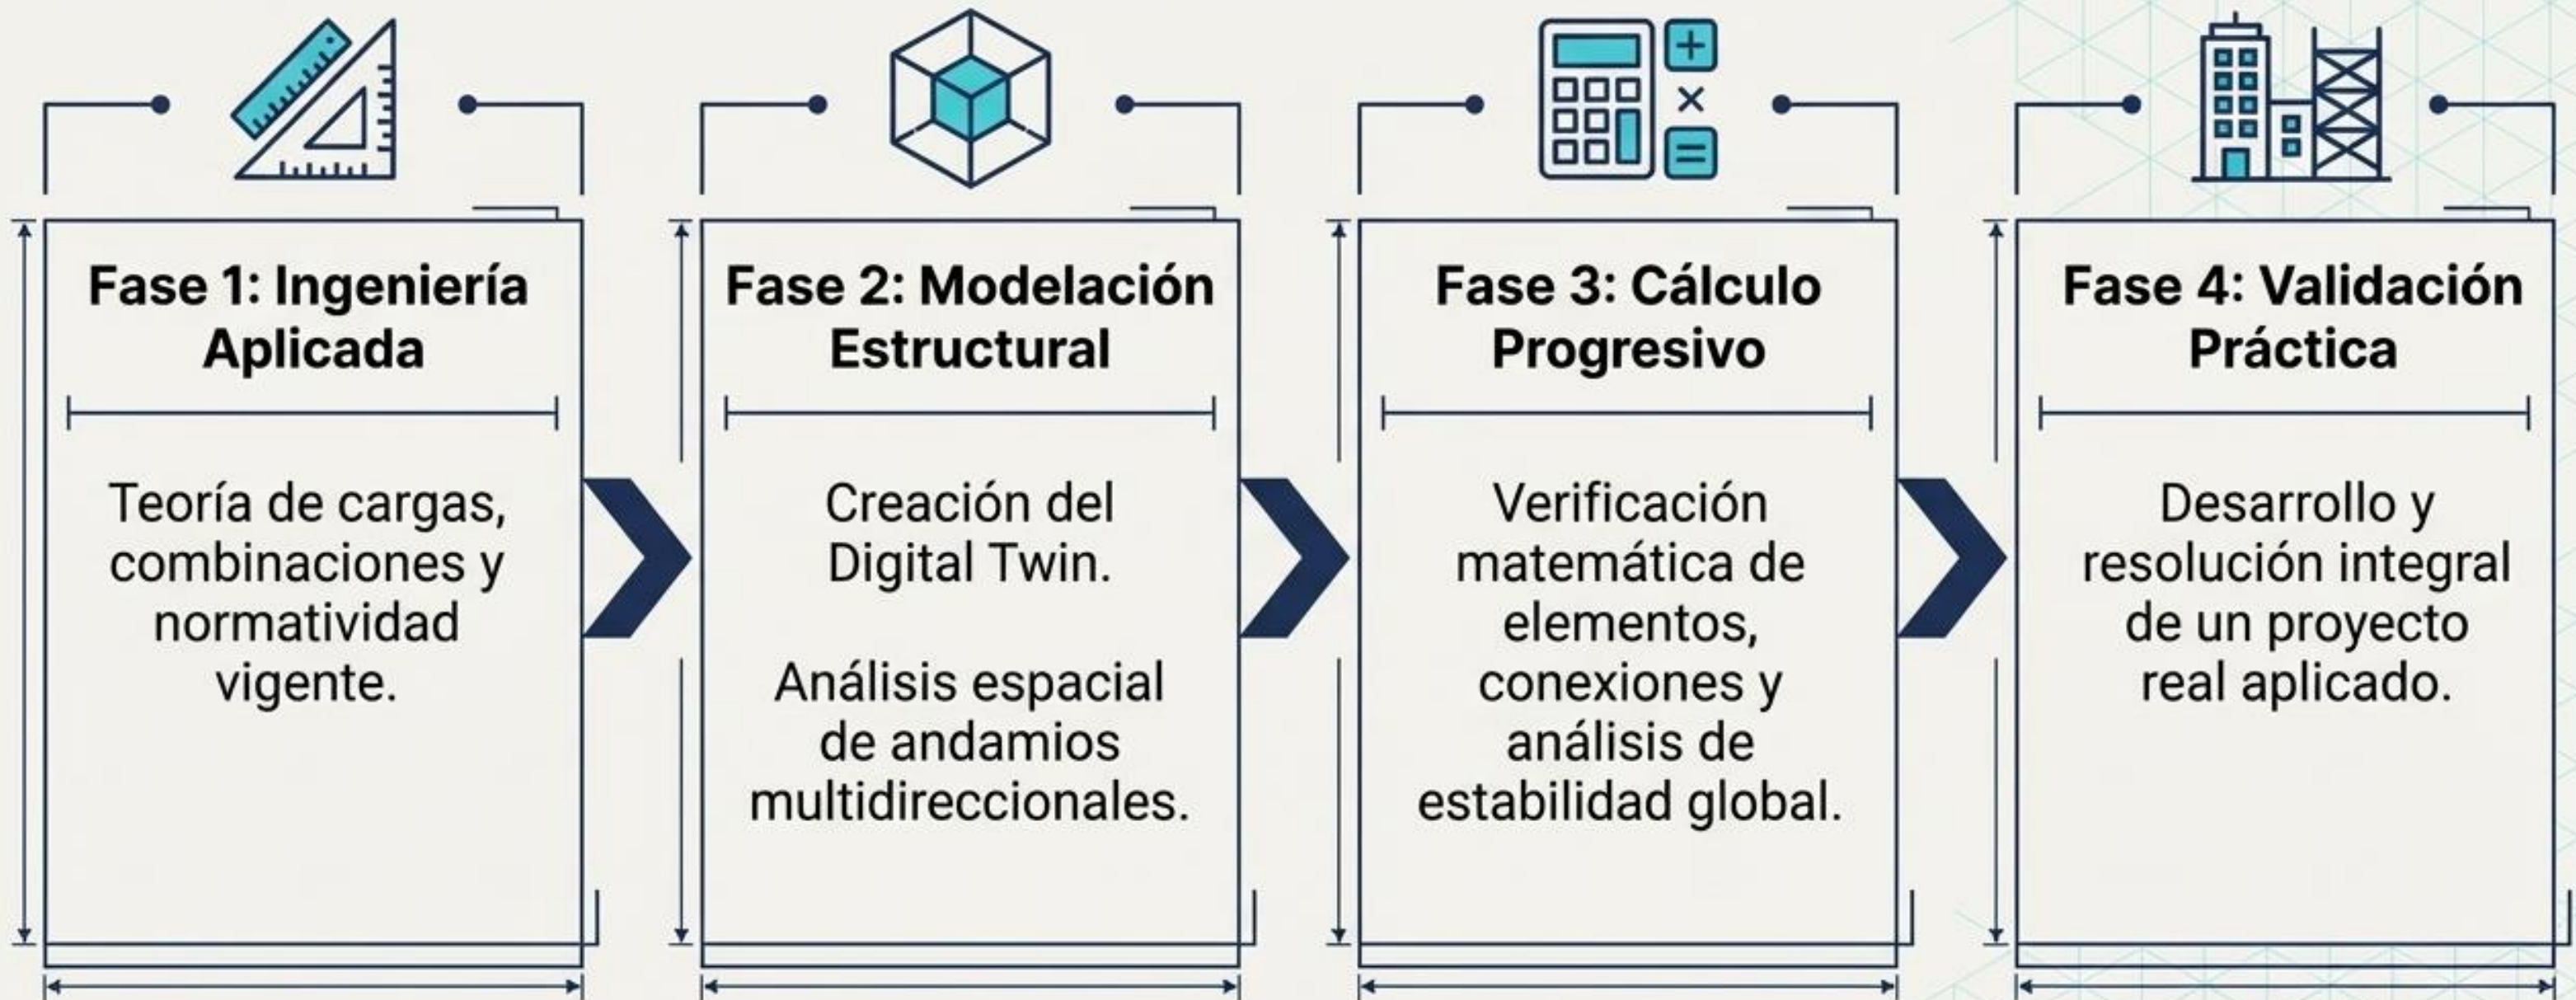 Fase 1: Ingeniería
Aplicada
Teoría de cargas,
combinaciones y
normatividad
vigente.
Fase 2: Modelación
Estructural
Creación del
Digital Twin.
Análisis espacial
de andamios
multidireccionales.
Fase 3: Cálculo
Progresivo
Verificación
matemática de
elementos,
conexiones y
análisis de
estabilidad global.
Fase 4: Validación
Práctica
Desarrollo y
resolución integral
de un proyecto
real aplicado.